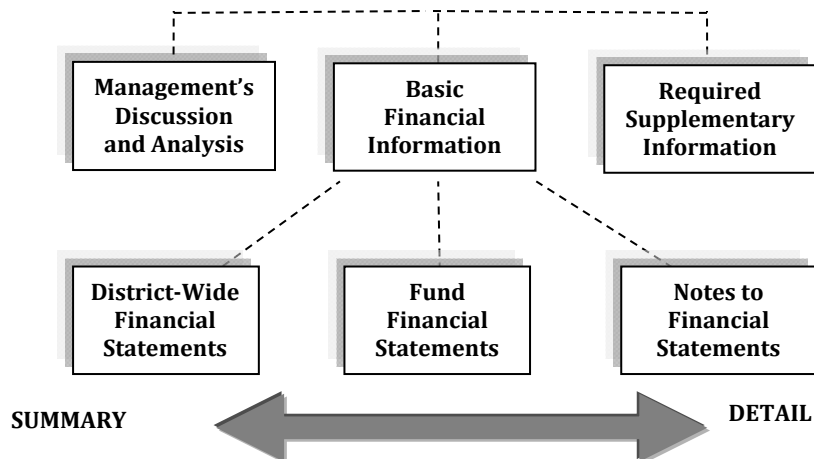 Management’s
Discussion
and Analysis
Basic
Financial
Information
Required
Supplementary
Information
District-Wide
Financial
Statements
Fund
Financial
Statements
Notes to
Financial
Statements
SUMMARY
DETAIL